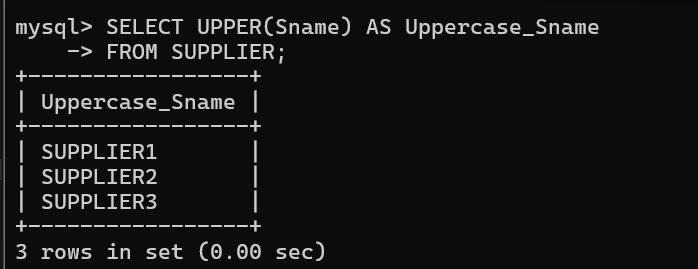 mysql> SELECT UPPER(Sname) AS Uppercase_Sname
    -> FROM SUPPLIER;
+-----------------+
| Uppercase_Sname |
+-----------------+
| SUPPLIER1       |
| SUPPLIER2       |
| SUPPLIER3       |
+-----------------+
3 rows in set (0.00 sec)